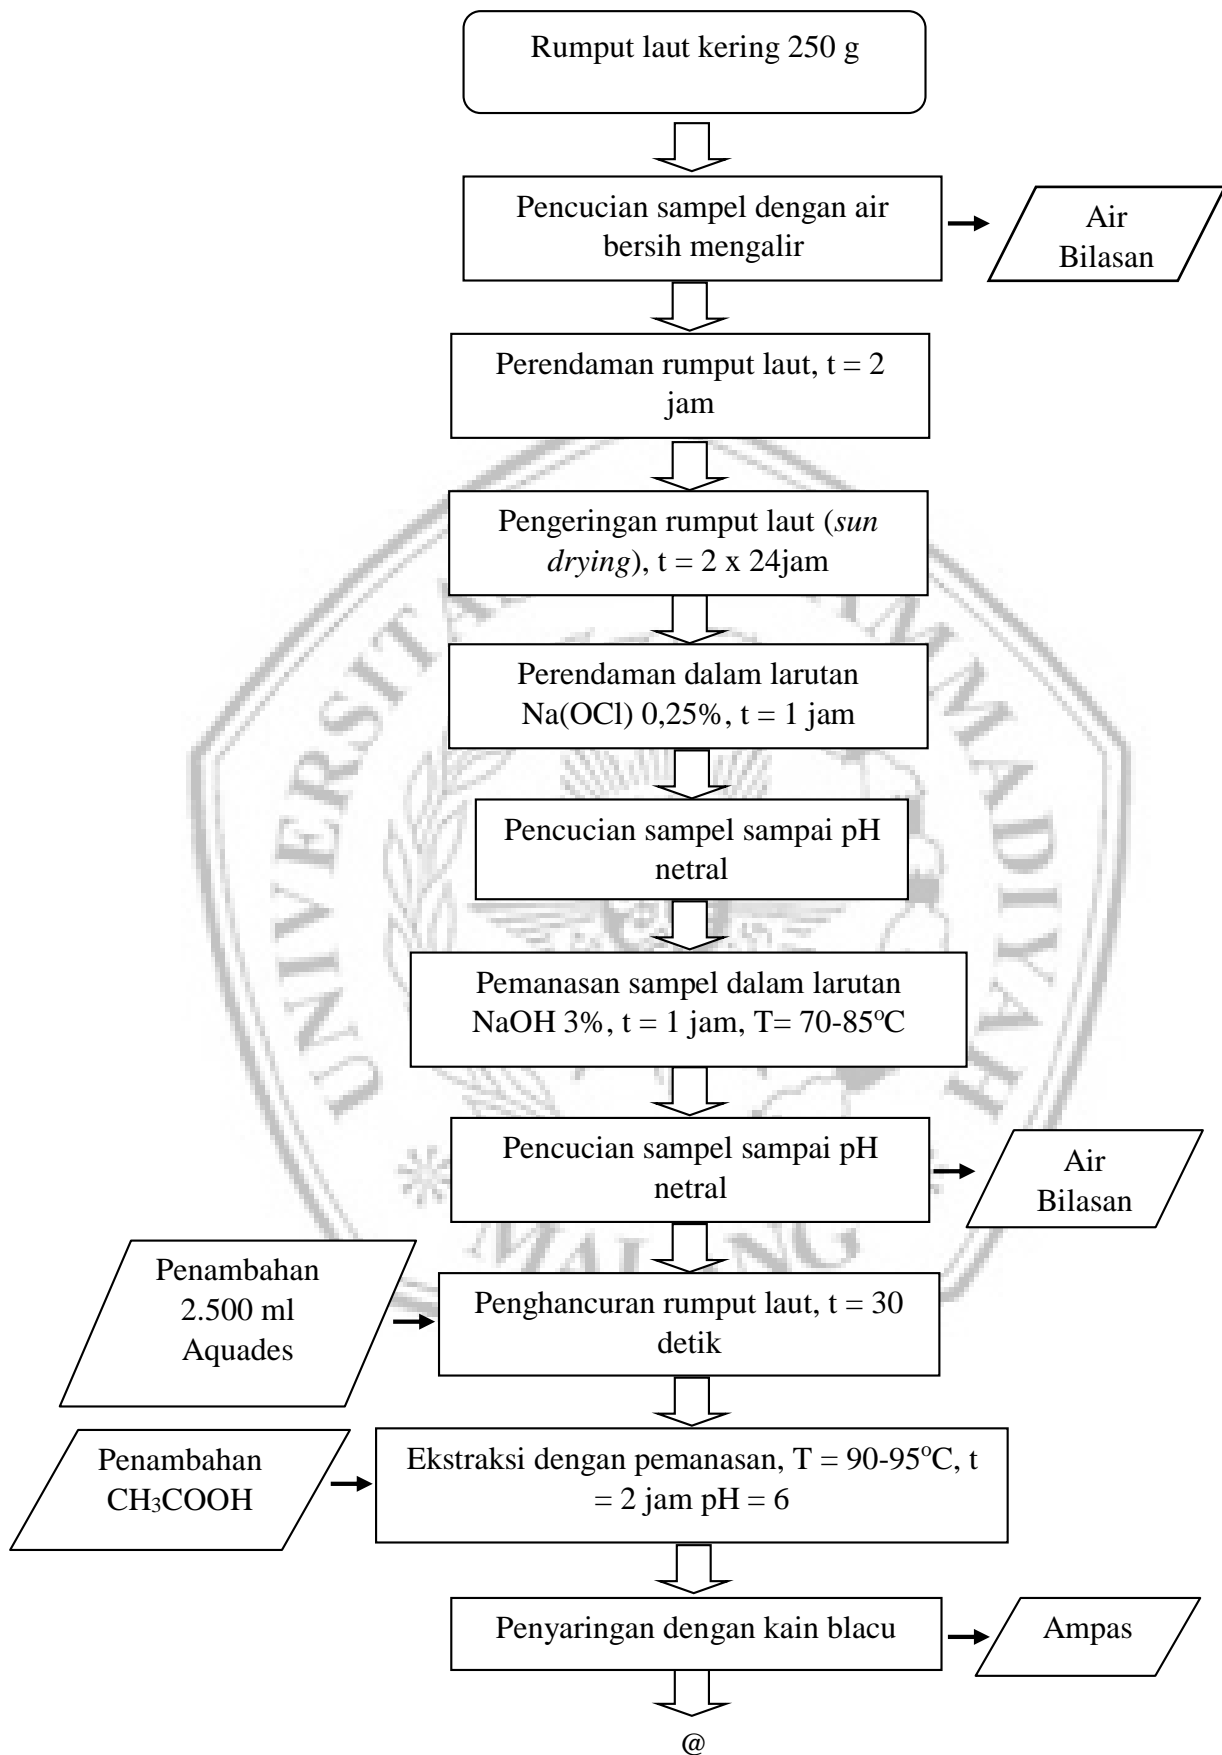 Rumput laut kering 250 g
Pencucian sampel dengan air
bersih mengalir
Air
Bilasan
Perendaman rumput laut, t = 2
jam
Pengeringan rumput laut (sun
drying), t = 2 x 24jam
Perendaman dalam larutan
Na(OCl) 0,25%, t = 1 jam
Pencucian sampel sampai pH
netral
Pemanasan sampel dalam larutan
NaOH 3%, t = 1 jam, T= 70-85°C
Pencucian sampel sampai pH
netral
Air
Bilasan
Penambahan
2.500 ml
Aquades
Penghancuran rumput laut, t = 30
detik
Penambahan
CH₃COOH
Ekstraksi dengan pemanasan, T = 90-95°C, t
= 2 jam pH = 6
Penyaringan dengan kain blacu
Ampas
@
MALANG